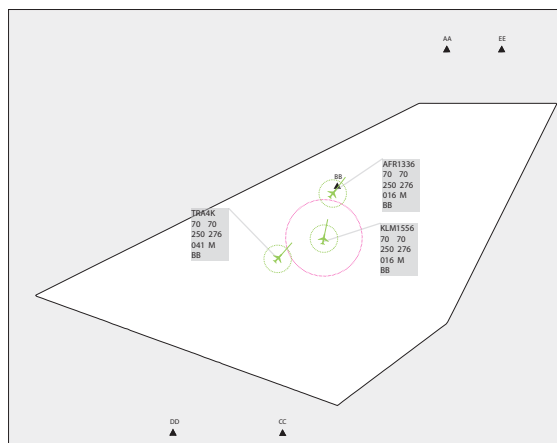 AA
EE
BB
AFR1336
70 70
250 276
016 M
BB
TRA4K
70 70
250 276
041 M
BB
KLM1556
70 70
250 276
016 M
BB
DD
CC